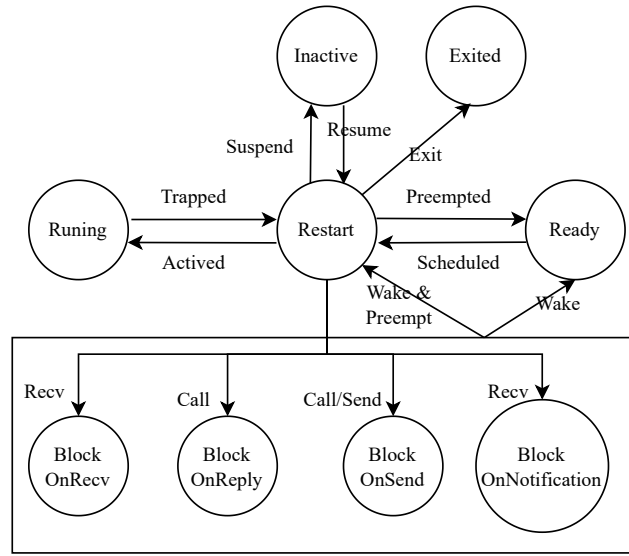 Inactive
Exited
Suspend
Resume
Exit
Trapped
Preempted
Runing
Restart
Ready
Actived
Scheduled
Wake &
Preempt
Wake
Recv
Call
Call/Send
Recv
Block
OnRecv
Block
OnReply
Block
OnSend
Block
OnNotification